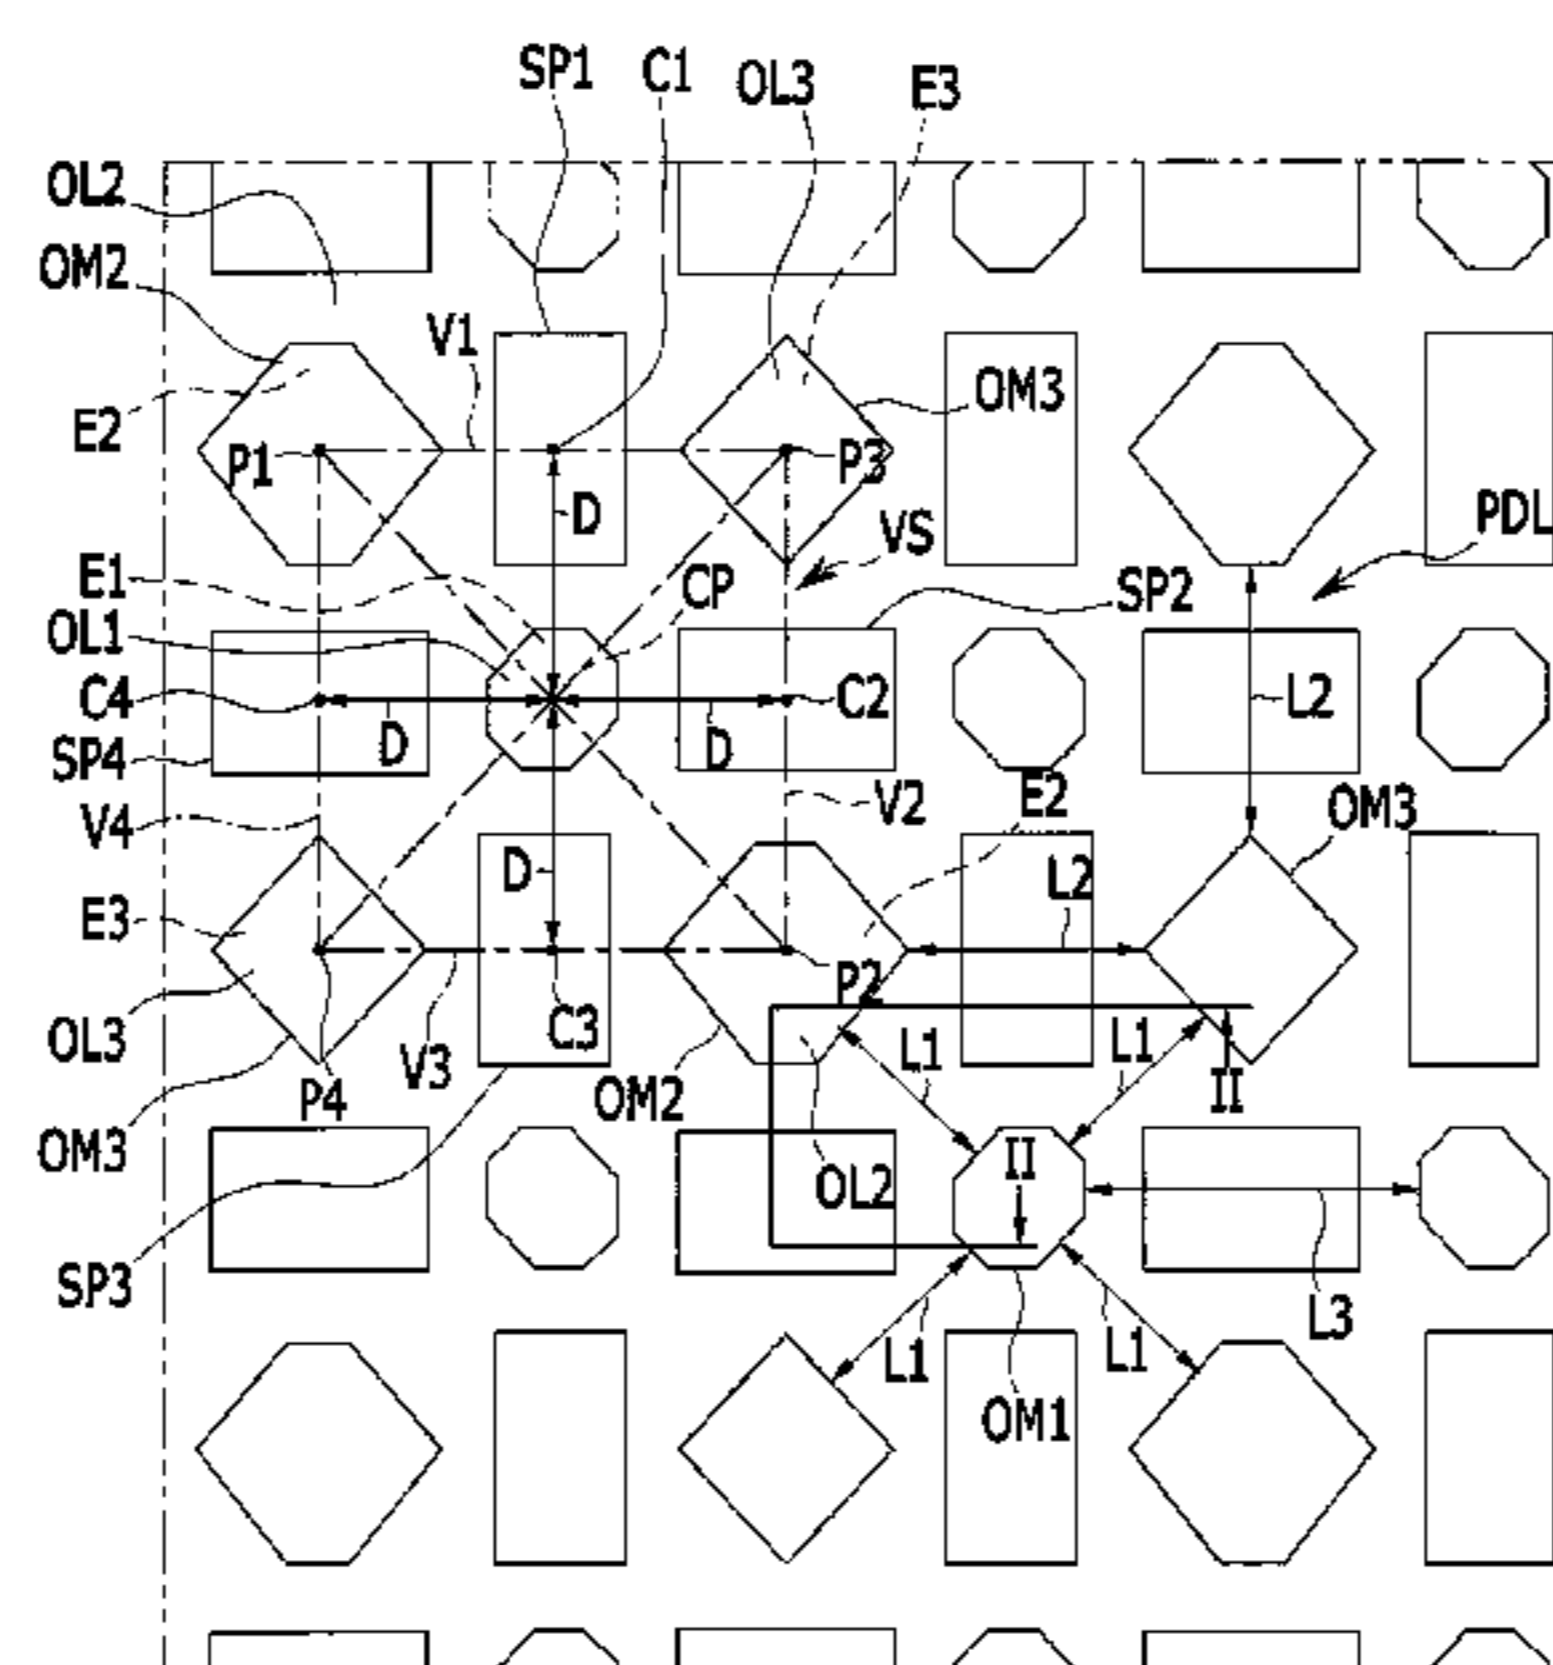 SP1 C1 OL3 E3
OL2
OM2
V1
OM3
E2
P1 P3
D VS PDL
E1 CP SP2
OL1
C4 C2 L2
SP4 D D
V4 V2 E2 OM3
D L2
E3
P2
OL3 C3 L1 L1
V3 II
P4 OM2
OM3 II
OL2
SP3
L3
L1 L1
OM1